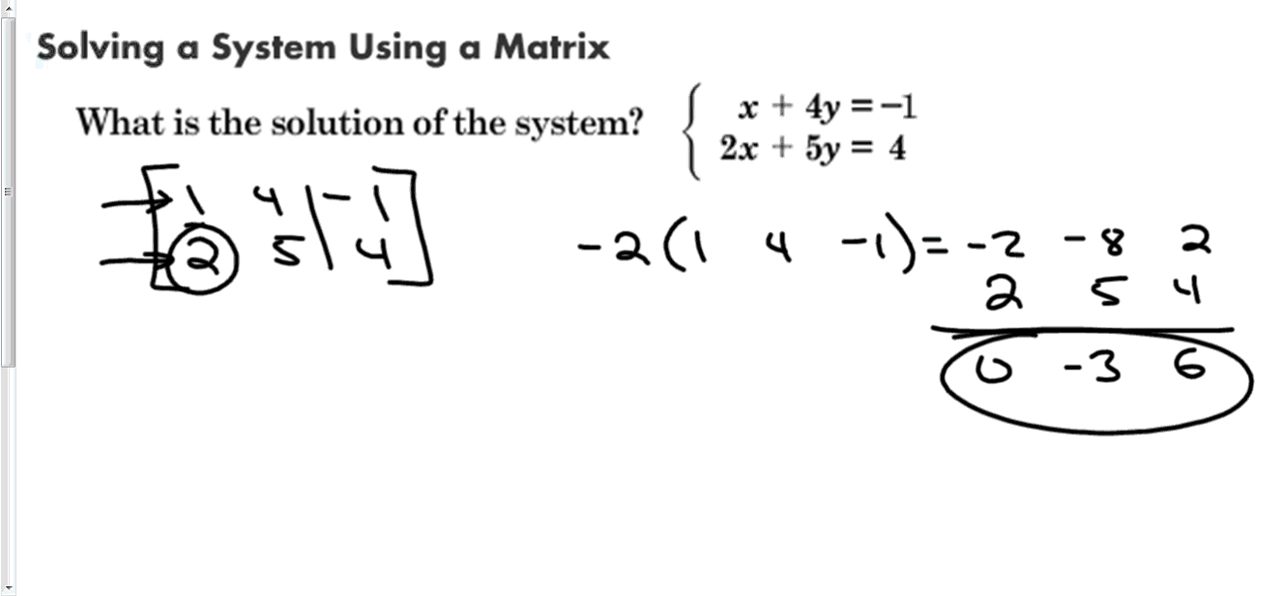 Solving a System Using a Matrix
What is the solution of the system?
x + 4y = −1
2x + 5y = 4
1 4 | - 1
2 5 | 4
-2 ( 1 4 -1 ) = -2 -8 2
2 5 4
0 -3 6